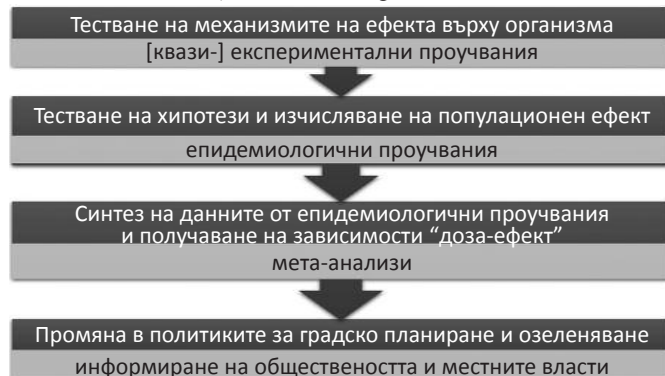 Тестване на механизмите на ефекта върху организма
[квази-] експериментални проучвания
Тестване на хипотези и изчисляване на популационен ефект
епидемиологични проучвания
Синтез на данните от епидемиологични проучвания
и получаване на зависимости “доза-ефект”
мета-анализи
Промяна в политиките за градско планиране и озеленяване
информиране на обществеността и местните власти